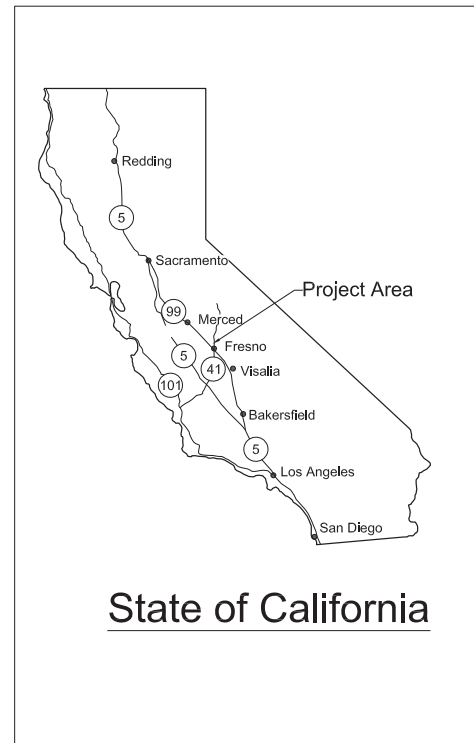 Redding
5
Sacramento
Project Area
99
Merced
Fresno
5
41
Visalia
101
Bakersfield
5
Los Angeles
San Diego
State of California